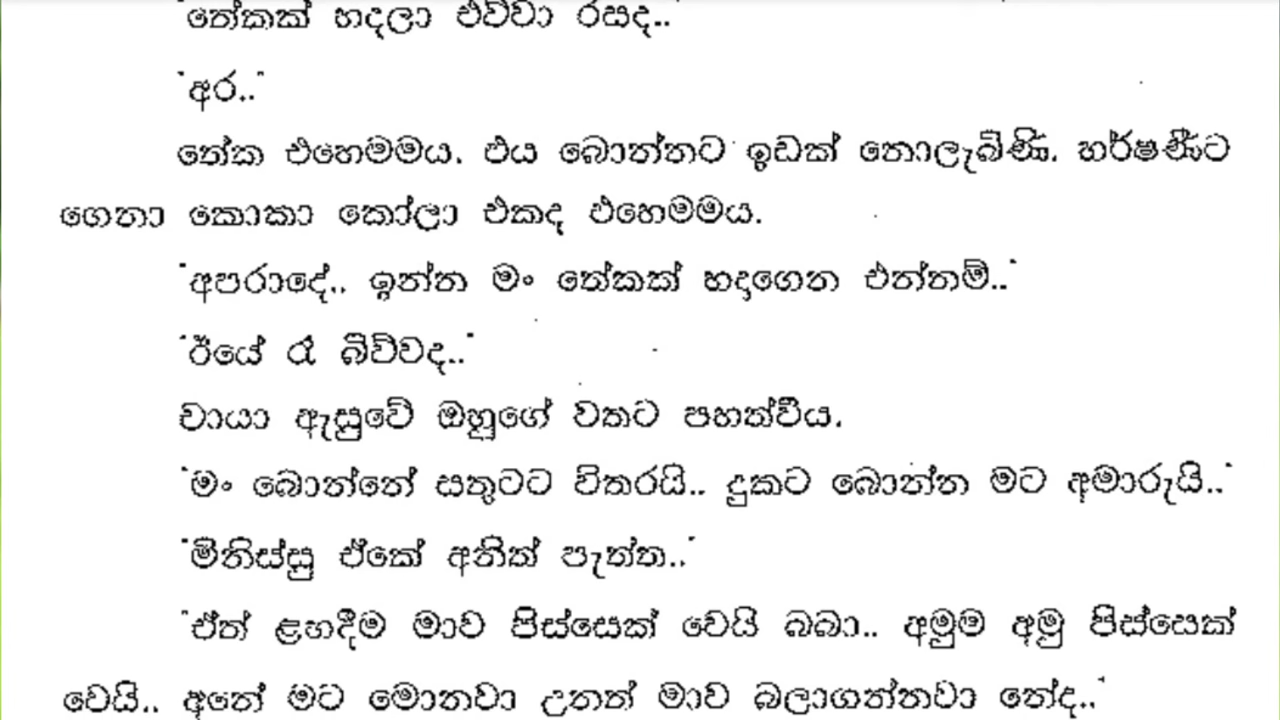 "තේකක් හදලා එව්වා රසද..
"අර.."
තේක එහෙමමය. එය බොන්නට ඉඩක් නොලැබිණි. හර්ෂණීට
ගෙනා කොකා කෝලා එකද එහෙමමය.
"අපරාදේ.. ඉන්න මං තේකක් හදාගෙන එන්නම්.."
"ඊයේ රෑ බිව්වද.."
චායා ඇසුවේ ඔහුගේ වතට පහත්වීය.
"මං බොන්නේ සතුටට විතරයි.. දුකට බොන්න මට අමාරුයි.."
"මිනිස්සු ඒකේ අනිත් පැත්ත.."
"ඒත් ළහදීම මාව පිස්සෙක් වෙයි බබා.. අමුම අමු පිස්සෙක්
වෙයි.. අනේ මට මොනවා උනත් මාව බලාගන්නවා නේද.."